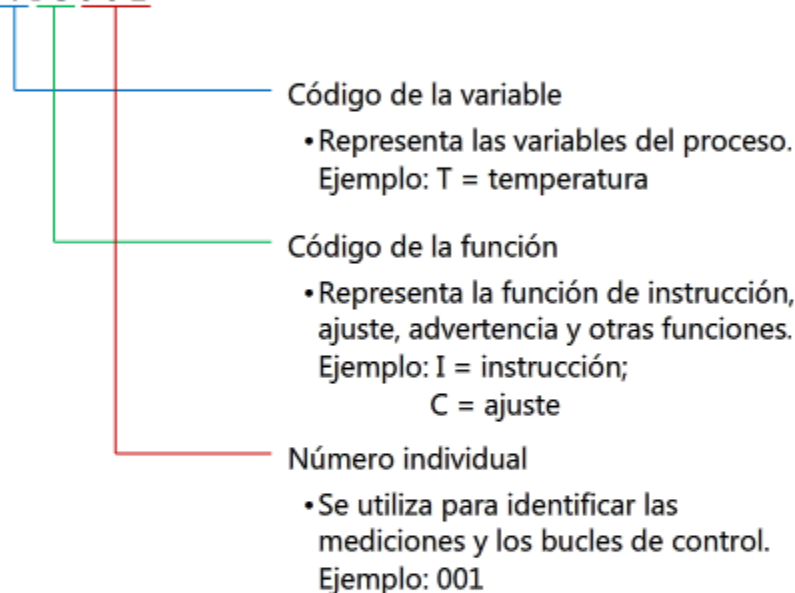 Código de la variable
•Representa las variables del proceso.
Ejemplo: T = temperatura
Código de la función
•Representa la función de instrucción,
ajuste, advertencia y otras funciones.
Ejemplo: I = instrucción;
C = ajuste
Número individual
•Se utiliza para identificar las
mediciones y los bucles de control.
Ejemplo: 001